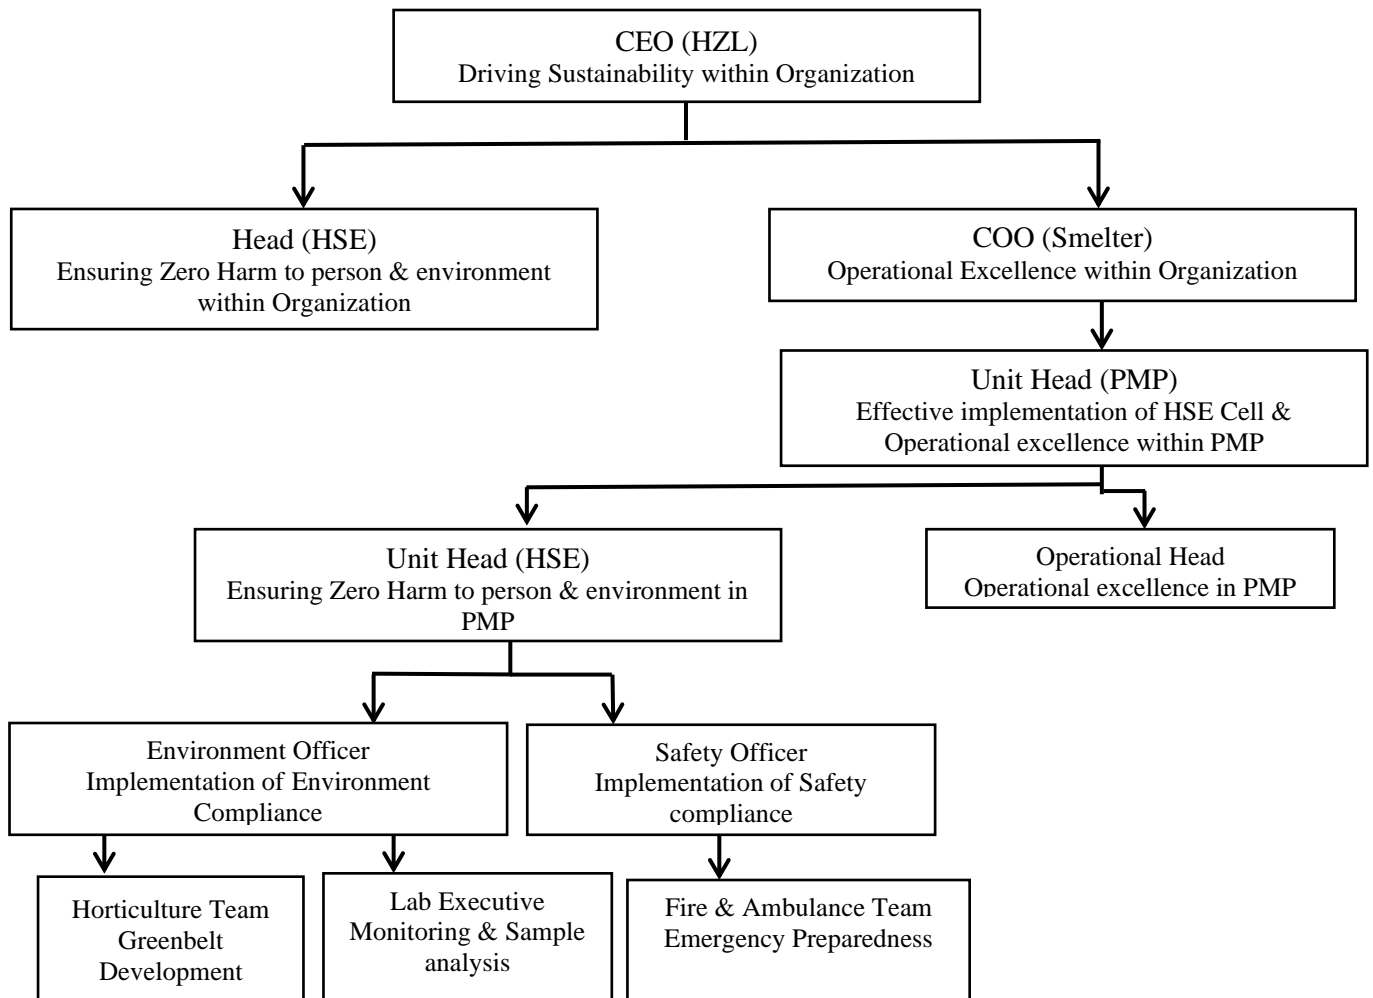 CEO (HZL)
Driving Sustainability within Organization
Head (HSE)
Ensuring Zero Harm to person & environment
within Organization
COO (Smelter)
Operational Excellence within Organization
Unit Head (PMP)
Effective implementation of HSE Cell &
Operational excellence within PMP
Unit Head (HSE)
Ensuring Zero Harm to person & environment in
PMP
Operational Head
Operational excellence in PMP
Environment Officer
Implementation of Environment
Compliance
Safety Officer
Implementation of Safety
compliance
Horticulture Team
Greenbelt
Development
Lab Executive
Monitoring & Sample
analysis
Fire & Ambulance Team
Emergency Preparedness